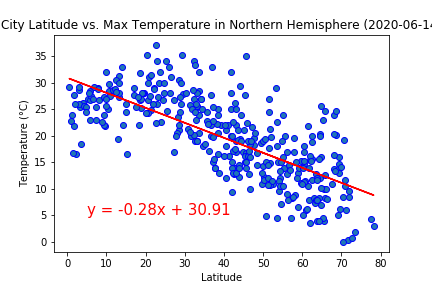 City Latitude vs. Max Temperature in Northern Hemisphere (2020-06-14
35
30
25
20
15
10
5
0
Temperature (°C)
y = -0.28x + 30.91
0 10 20 30 40 50 60 70 80
Latitude